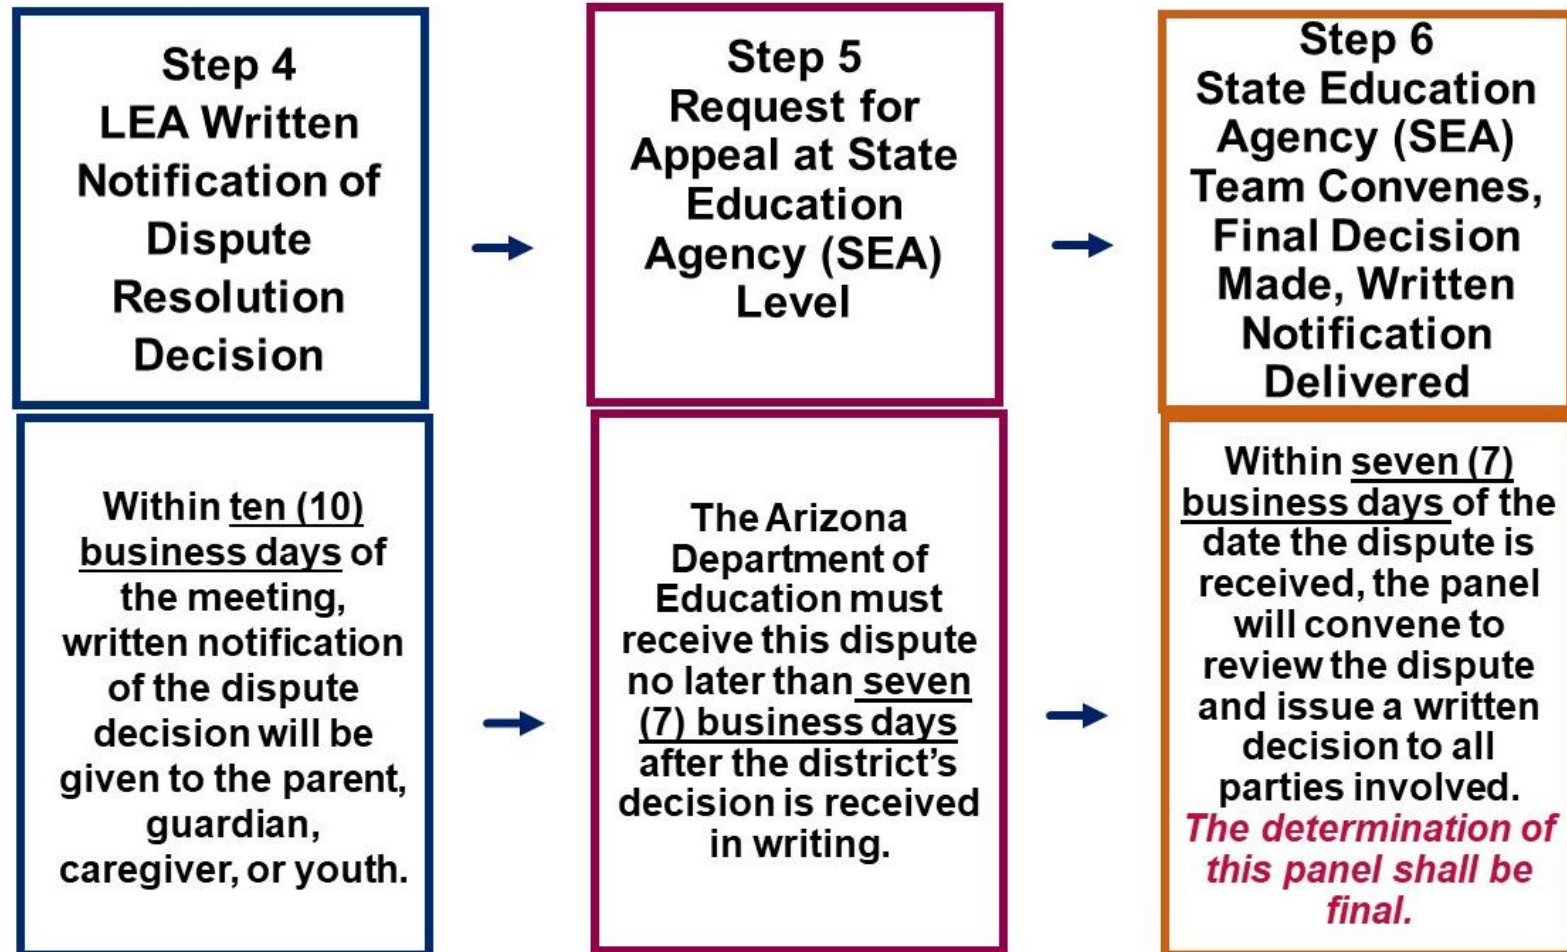 Step 4
LEA Written
Notification of
Dispute
Resolution
Decision
Step 5
Request for
Appeal at State
Education
Agency (SEA)
Level
Step 6
State Education
Agency (SEA)
Team Convenes,
Final Decision
Made, Written
Notification
Delivered
Within ten (10)
business days of
the meeting,
written notification
of the dispute
decision will be
given to the parent,
guardian,
caregiver, or youth.
The Arizona
Department of
Education must
receive this dispute
no later than seven
(7) business days
after the district’s
decision is received
in writing.
Within seven (7)
business days of the
date the dispute is
received, the panel
will convene to
review the dispute
and issue a written
decision to all
parties involved.
The determination of
this panel shall be
final.